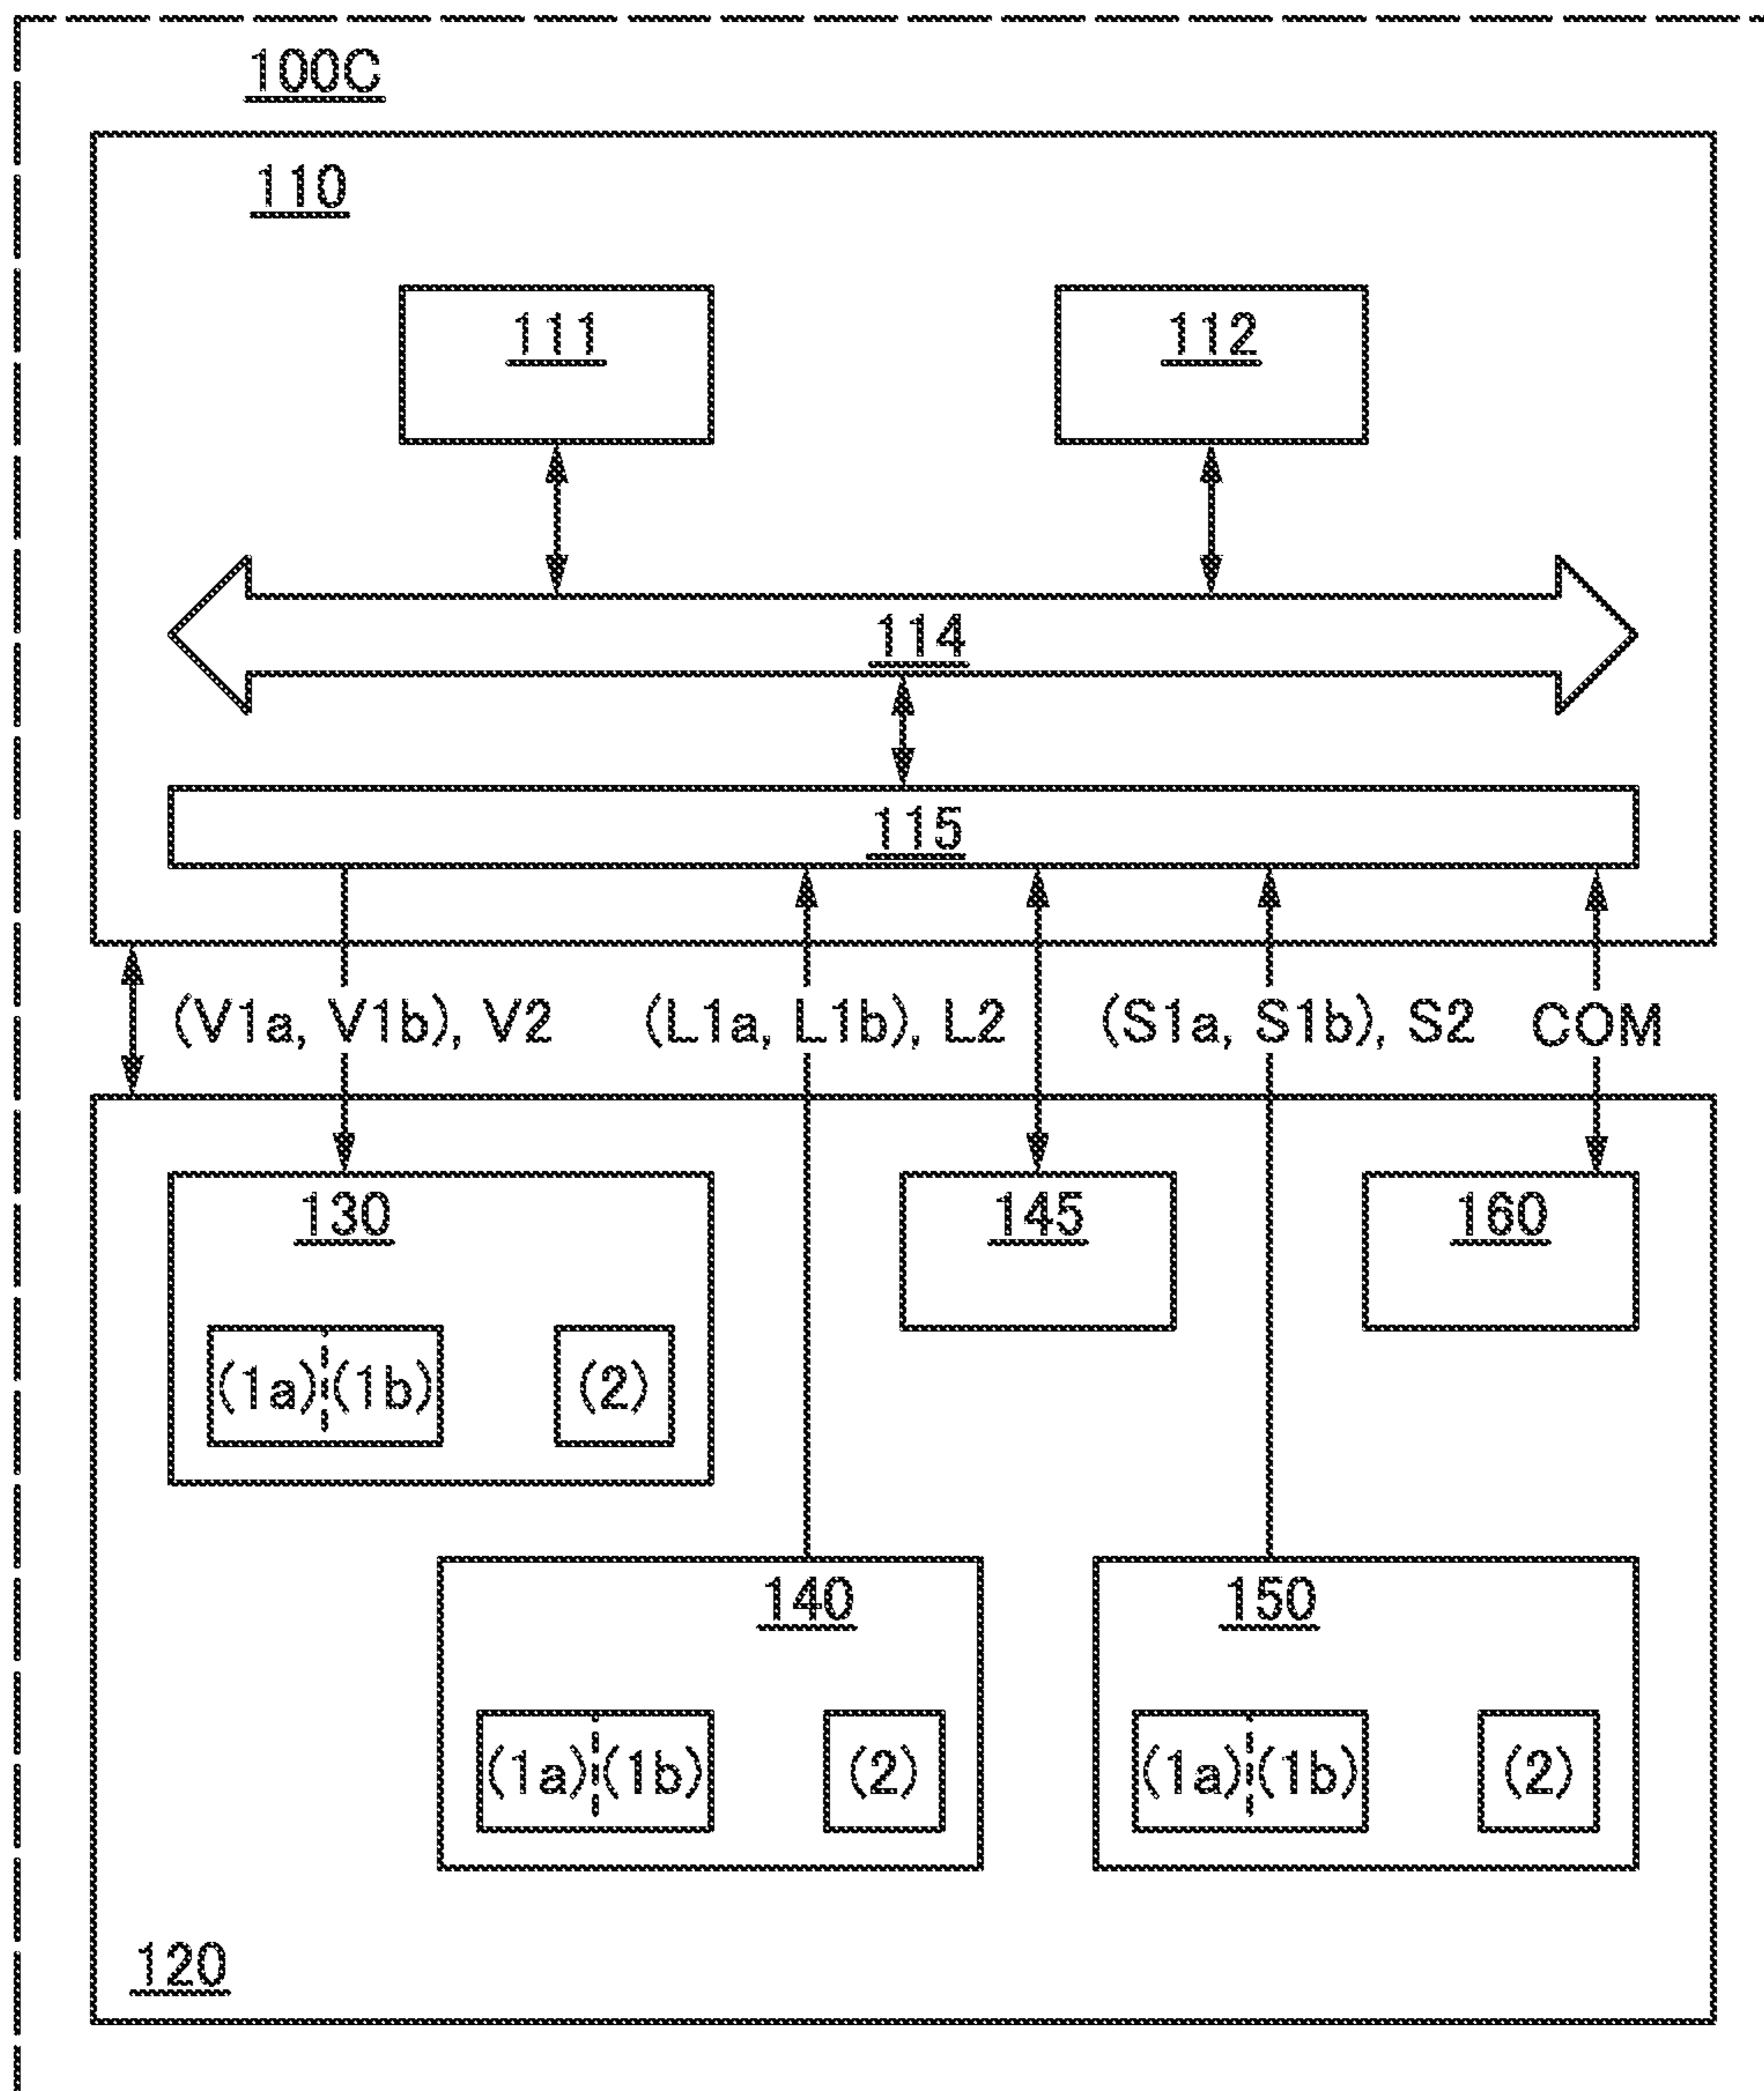 100C
110
111 112
114
115
(V1a, V1b), V2 (L1a, L1b), L2 (S1a, S1b), S2 COM
130 145 160
(1a) (1b) (2)
140 150
(1a) (1b) (2) (1a) (1b) (2)
120